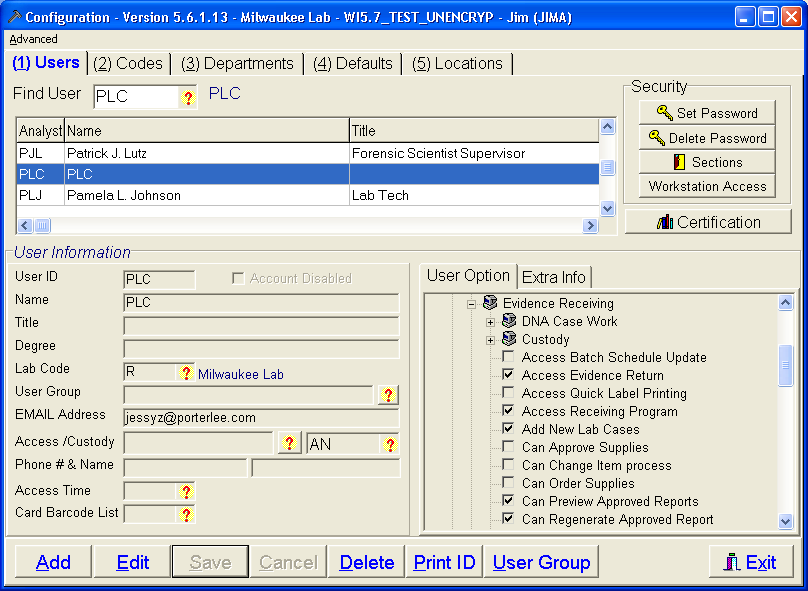 Configuration - Version 5.6.1.13 - Milwaukee Lab - WI5.7_TEST_UNENCRYP - Jim (JIMA)
Advanced
(1) Users (2) Codes (3) Departments (4) Defaults (5) Locations
Find User PLC ? PLC
Analyst Name Title
PJL Patrick J. Lutz Forensic Scientist Supervisor
PLC PLC
PLJ Pamela L. Johnson Lab Tech
Security
Set Password
Delete Password
Sections
Workstation Access
Certification
User Information
User ID PLC Account Disabled
Name PLC
Title
Degree
Lab Code R ? Milwaukee Lab
User Group ?
EMAIL Address jessyz@porterlee.com
Access /Custody ? AN ?
Phone # & Name
Access Time ?
Card Barcode List ?
User Option Extra Info
Evidence Receiving
DNA Case Work
Custody
Access Batch Schedule Update
Access Evidence Return
Access Quick Label Printing
Access Receiving Program
Add New Lab Cases
Can Approve Supplies
Can Change Item process
Can Order Supplies
Can Preview Approved Reports
Can Regenerate Approved Report
Add Edit Save Cancel Delete Print ID User Group Exit